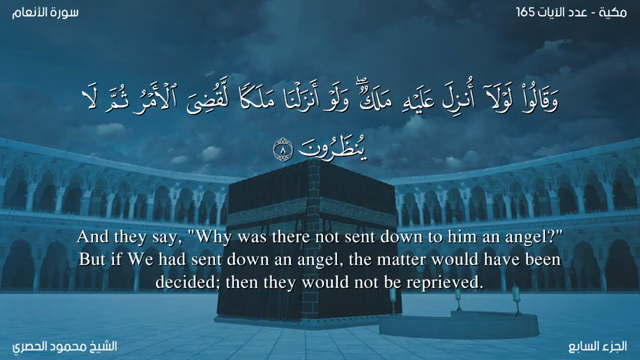 سورة الأنعام
مكية - عدد الآيات 165
وَقَالُوا۟ لَوْلَآ أُنزِلَ عَلَيْهِ مَلَكٌ ۖ وَلَوْ أَنزَلْنَا مَلَكًا لَّقُضِىَ ٱلْأَمْرُ ثُمَّ لَا
يُنظَرُونَ ٨
And they say, "Why was there not sent down to him an angel?"
But if We had sent down an angel, the matter would have been
decided; then they would not be reprieved.
الشيخ محمود الحصري
الجزء السابع